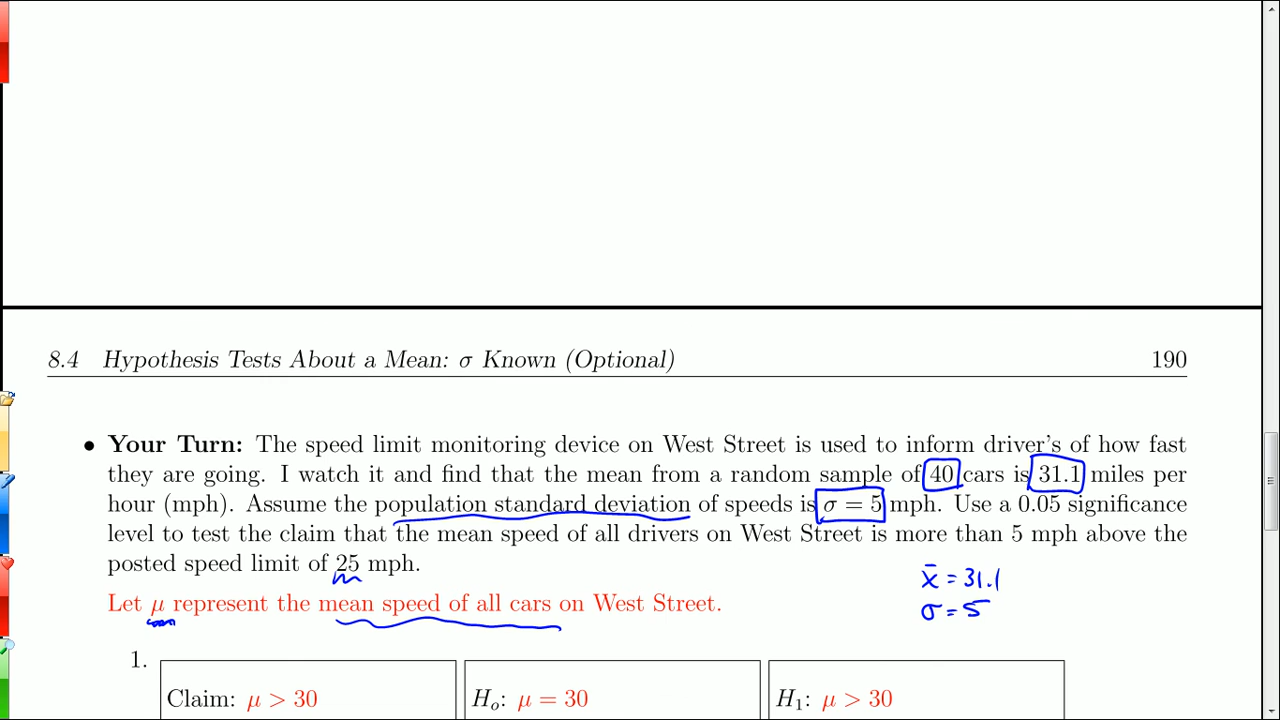 8.4 Hypothesis Tests About a Mean: σ Known (Optional) 190
• Your Turn: The speed limit monitoring device on West Street is used to inform driver's of how fast
they are going. I watch it and find that the mean from a random sample of 40 cars is 31.1 miles per
hour (mph). Assume the population standard deviation of speeds is σ = 5 mph. Use a 0.05 significance
level to test the claim that the mean speed of all drivers on West Street is more than 5 mph above the
posted speed limit of 25 mph.
x̄ = 31.1
Let μ represent the mean speed of all cars on West Street.
σ = 5
1.
Claim: μ > 30 Hₒ: μ = 30 H₁: μ > 30